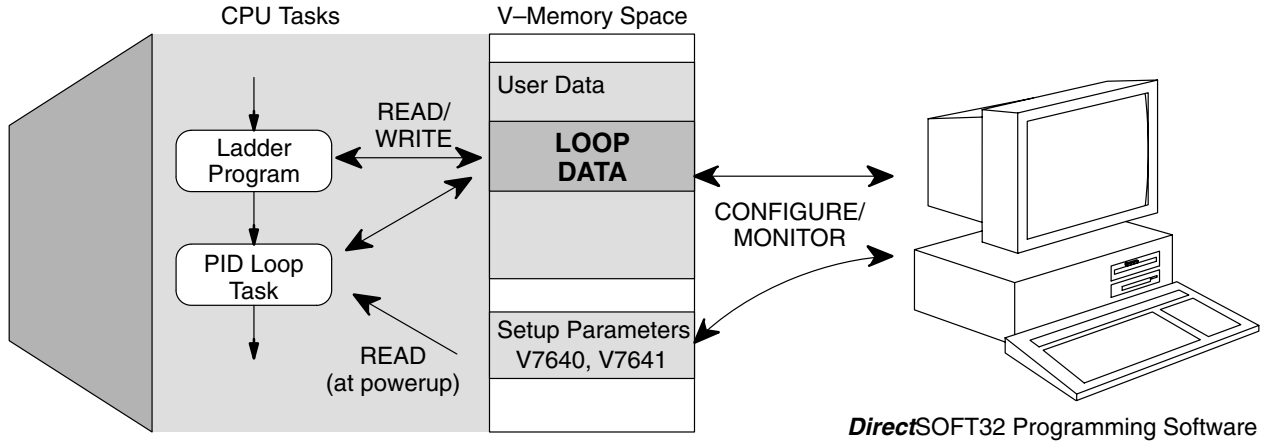 CPU Tasks
V–Memory Space
User Data
READ/
WRITE
Ladder
Program
LOOP
DATA
CONFIGURE/
MONITOR
PID Loop
Task
Setup Parameters
V7640, V7641
READ
(at powerup)
DirectSOFT32 Programming Software